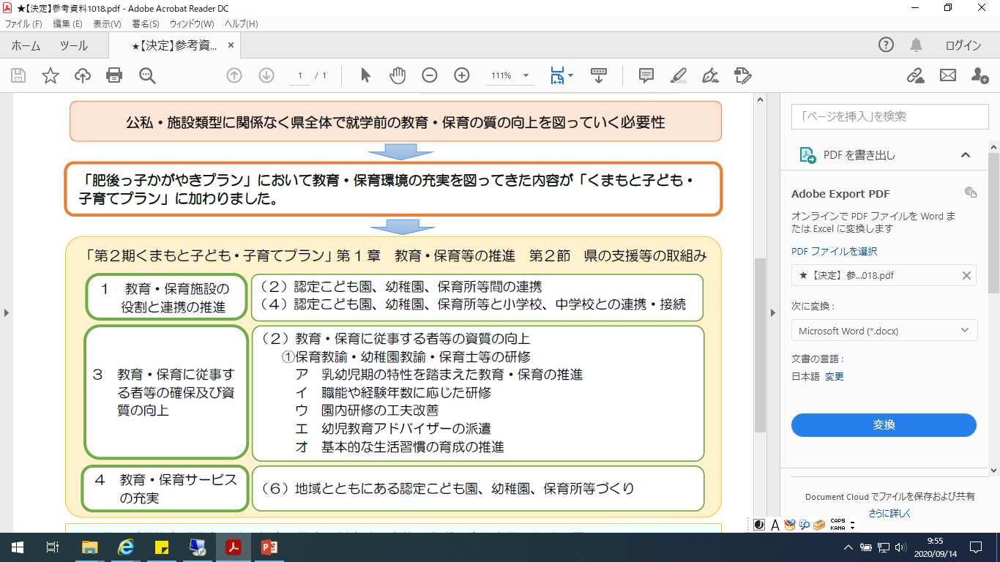 ★【決定】参考資料1018.pdf - Adobe Acrobat Reader DC
ファイル (F) 編集 (E) 表示(V) 署名(S) ウィンドウ(W) ヘルプ(H)
ホーム ツール ★【決定】参考資... × ログイン
1 / 1 111%
公私・施設類型に関係なく県全体で就学前の教育・保育の質の向上を図っていく必要性
「肥後っ子かがやきプラン」において教育・保育環境の充実を図ってきた内容が「くまもと子ども・
子育てプラン」に加わりました。
「第２期くまもと子ども・子育てプラン」第１章 教育・保育等の推進 第２節 県の支援等の取組み
１ 教育・保育施設の
役割と連携の推進
（２）認定こども園、幼稚園、保育所等間の連携
（４）認定こども園、幼稚園、保育所等と小学校、中学校との連携・接続
３ 教育・保育に従事す
る者等の確保及び資
質の向上
（２）教育・保育に従事する者等の資質の向上
①保育教諭・幼稚園教諭・保育士等の研修
ア 乳幼児期の特性を踏まえた教育・保育の推進
イ 職能や経験年数に応じた研修
ウ 園内研修の工夫改善
エ 幼児教育アドバイザーの派遣
オ 基本的な生活習慣の育成の推進
４ 教育・保育サービス
の充実
（６）地域とともにある認定こども園、幼稚園、保育所等づくり
「ページを挿入」を検索
PDF を書き出し
Adobe Export PDF
オンラインで PDF ファイルを Word ま
たは Excel に変換します
PDF ファイルを選択
★【決定】参...018.pdf
次に変換 :
Microsoft Word (*.docx)
文書の言語 :
日本語 変更
変換
Document Cloud でファイルを保存および共有
さらに詳しく
A CAPS
KANA
9:55
2020/09/14